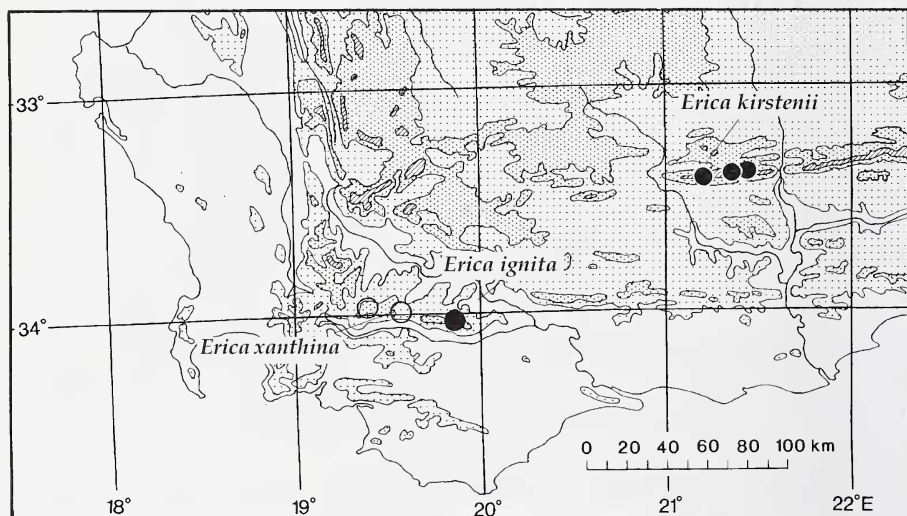 33°
Erica kirstenii
Erica ignita
34°
Erica xanthina
0 20 40 60 80 100 km
18° 19° 20° 21° 22°E